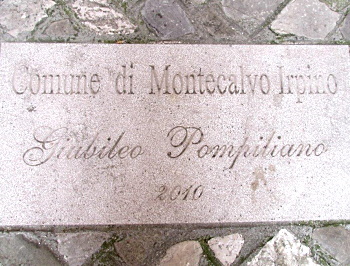 Comune di Montecalvo Irpino
Giubileo Pompiliano
2010